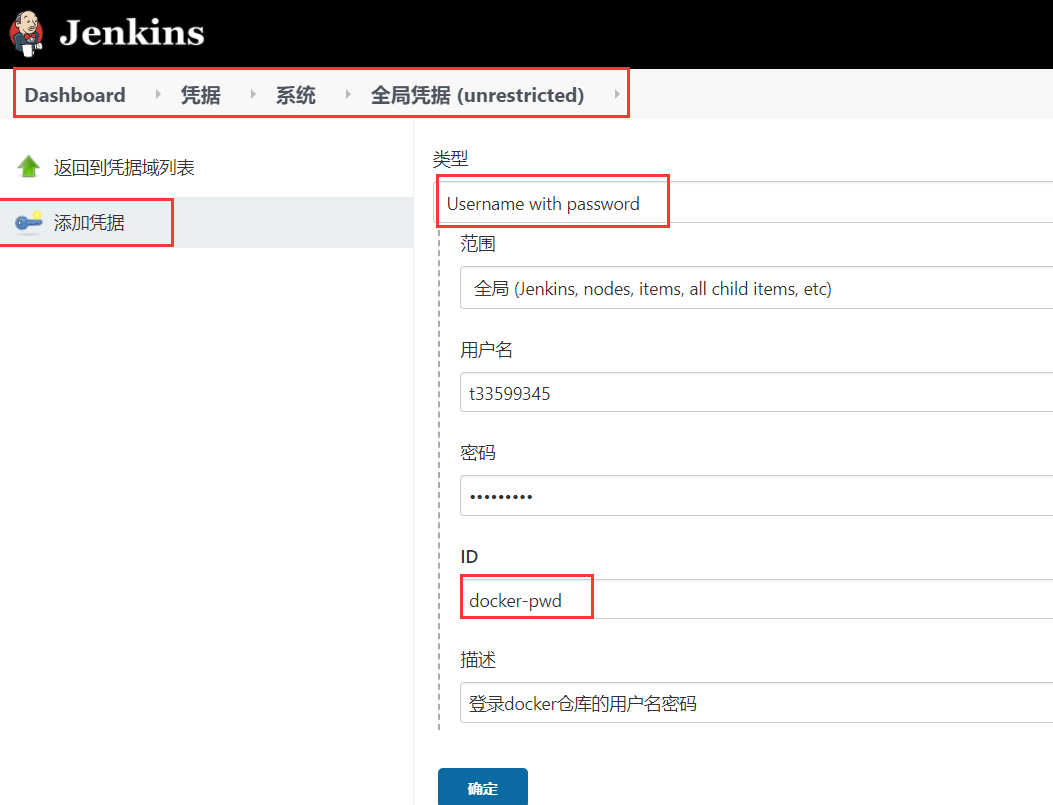 Jenkins
Dashboard 凭据 系统 全局凭据 (unrestricted)
返回到凭据域列表
添加凭据
类型
Username with password
范围
全局 (Jenkins, nodes, items, all child items, etc)
用户名
t33599345
密码
•••••••••
ID
docker-pwd
描述
登录docker仓库的用户名密码
确定